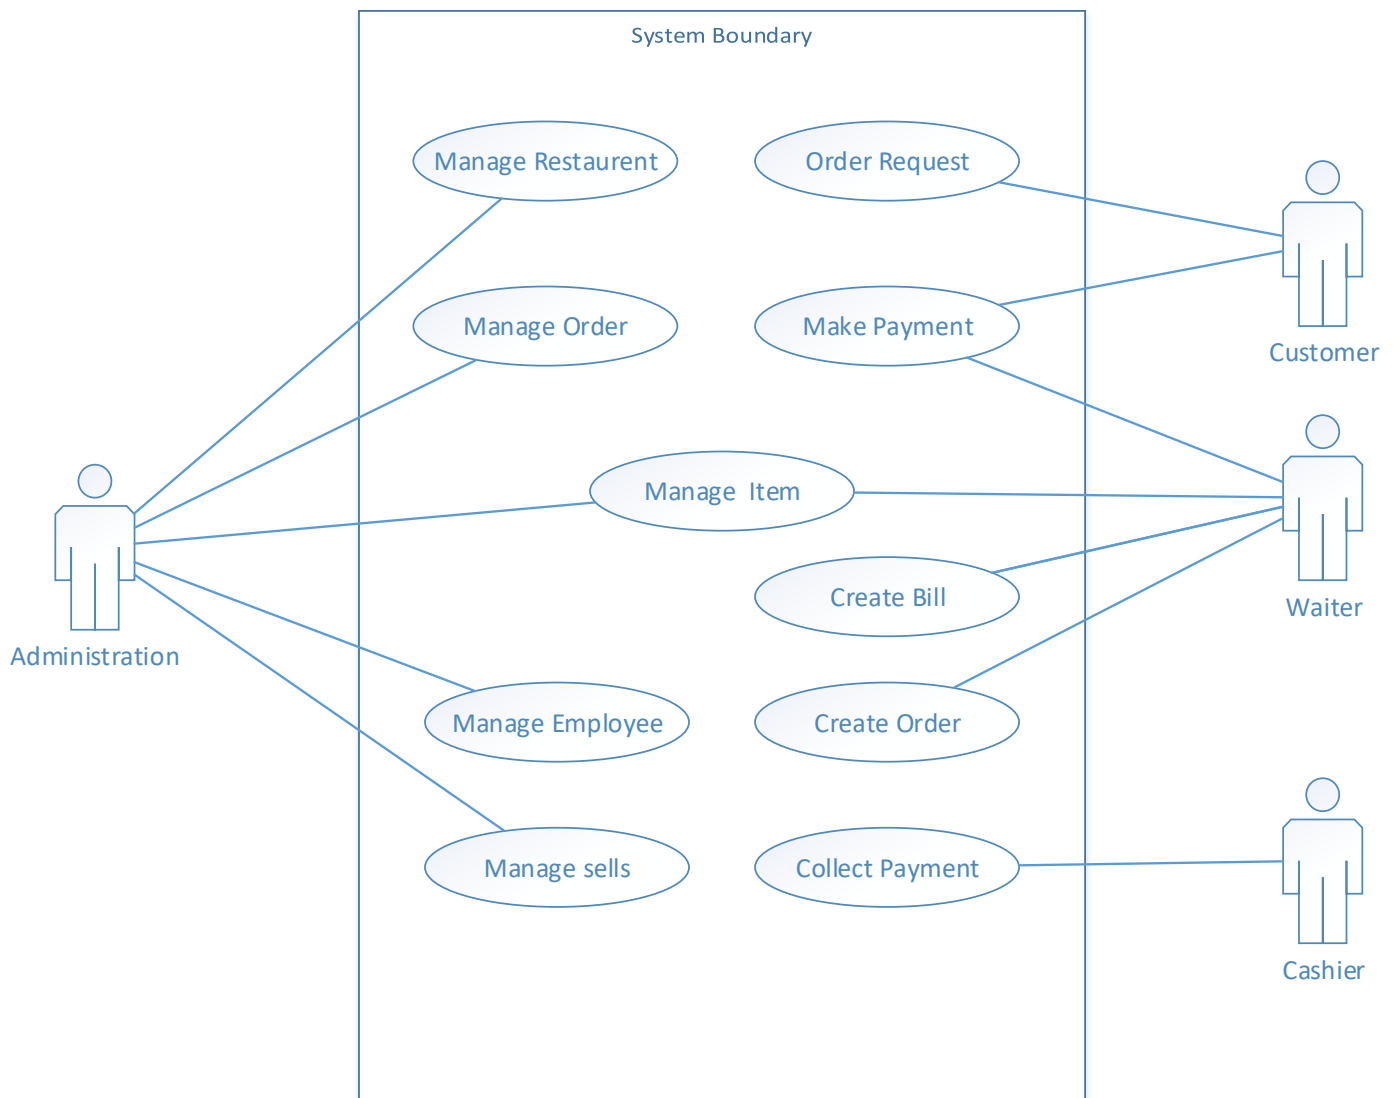 System Boundary
Manage Restaurent
Order Request
Manage Order
Make Payment
Customer
Manage  Item
Create Bill
Waiter
Administration
Manage Employee
Create Order
Manage sells
Collect Payment
Cashier